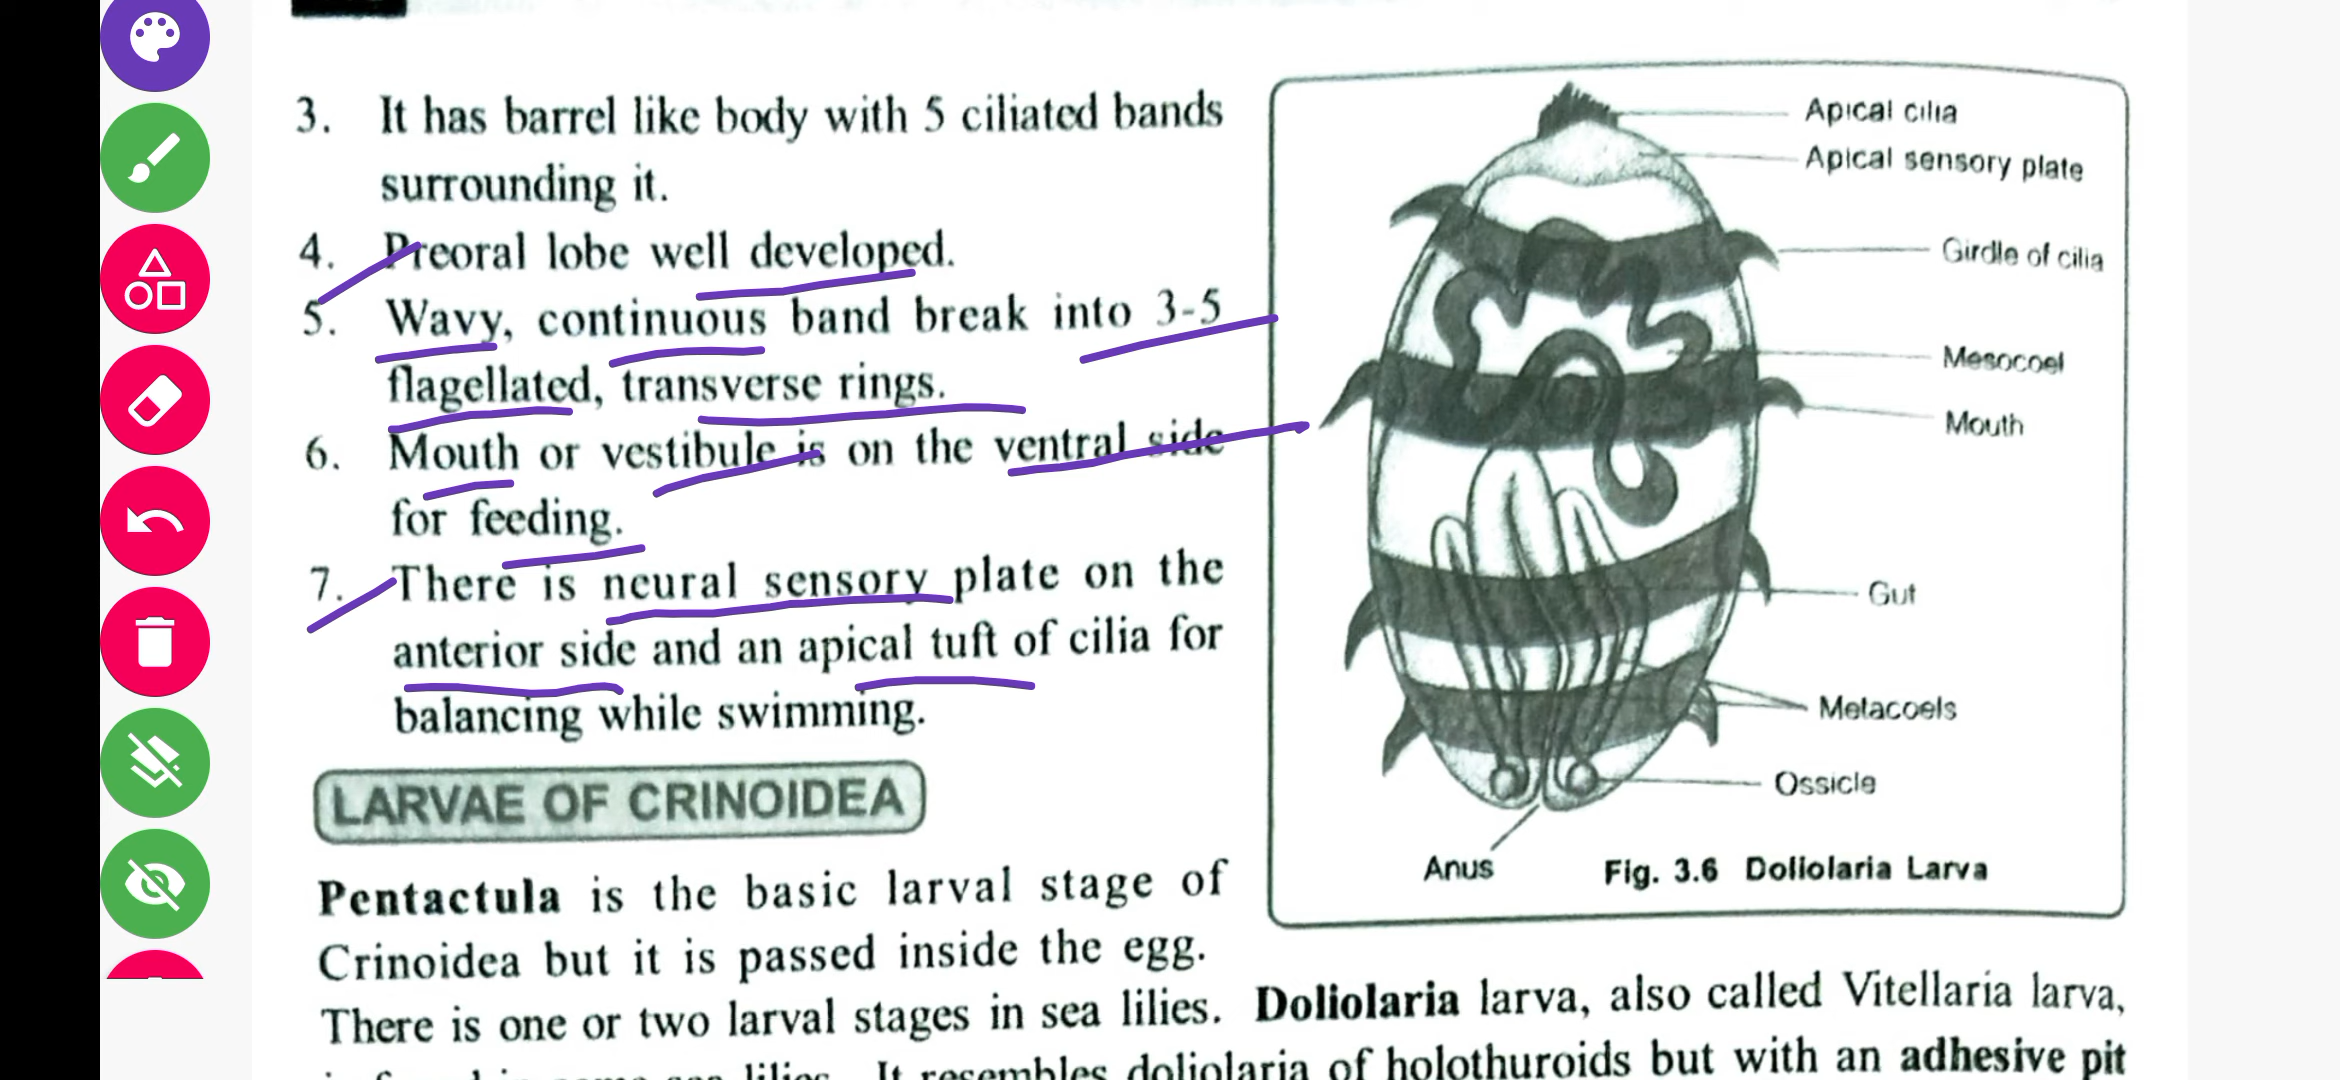 3. It has barrel like body with 5 ciliated bands
surrounding it.
4. Preoral lobe well developed.
5. Wavy, continuous band break into 3-5
flagellated, transverse rings.
6. Mouth or vestibule is on the ventral side
for feeding.
7. There is neural sensory plate on the
anterior side and an apical tuft of cilia for
balancing while swimming.
Apical cilia
Apical sensory plate
Girdle of cilia
Mesocoel
Mouth
Gut
Metacoels
Ossicle
Anus
Fig. 3.6 Doliolaria Larva
LARVAE OF CRINOIDEA
Pentactula is the basic larval stage of
Crinoidea but it is passed inside the egg.
There is one or two larval stages in sea lilies. Doliolaria larva, also called Vitellaria larva,
lilies. It resembles doliolaria of holothuroids but with an adhesive pit